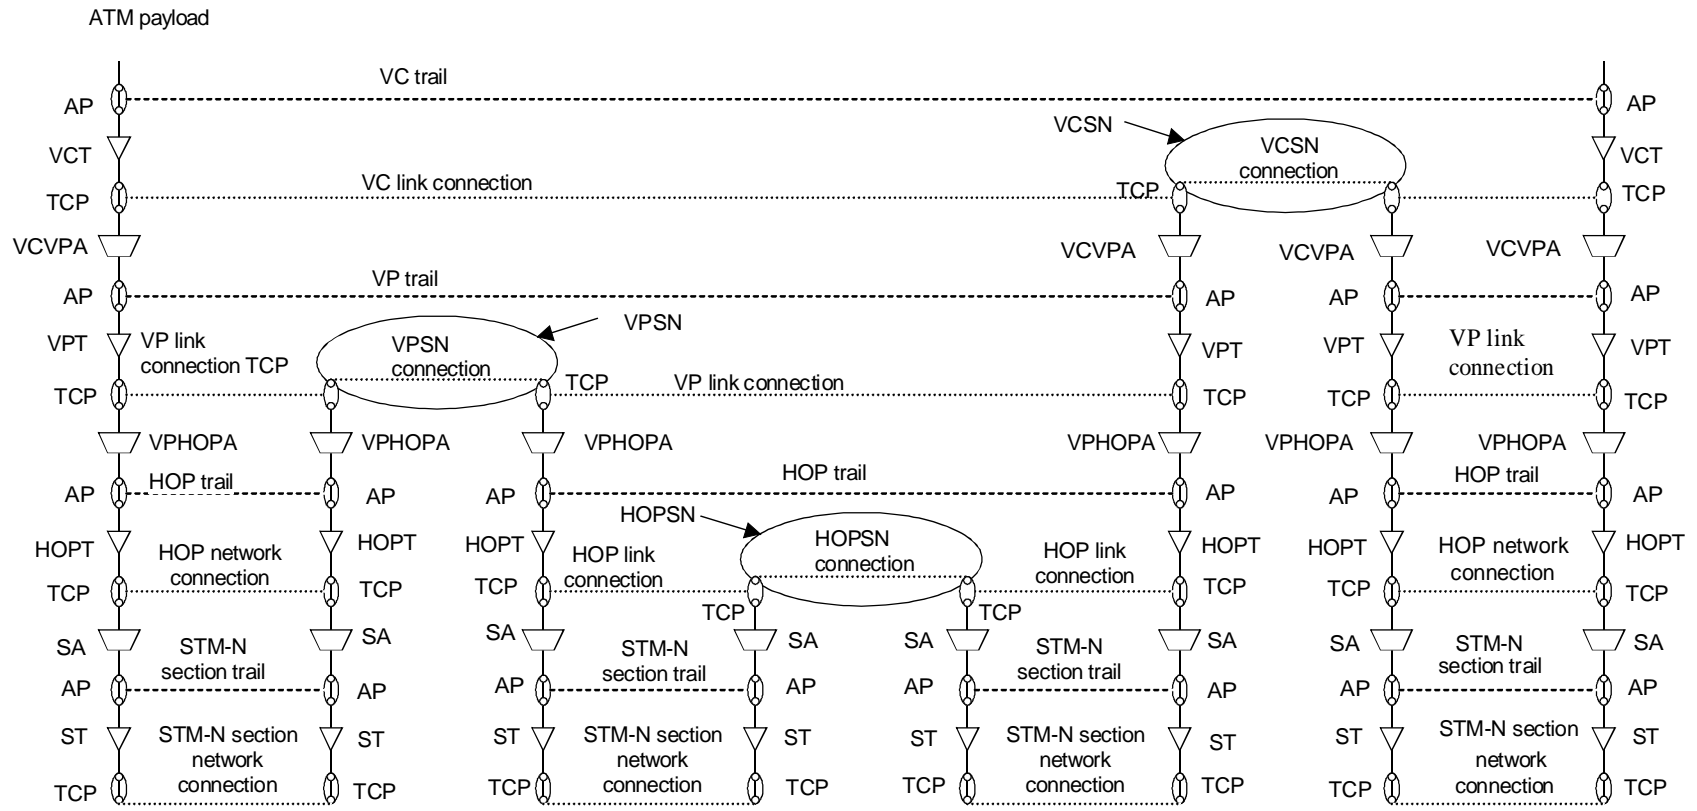 ATM payload
VC trail
AP
AP
VCSN
VCSN
connection
VCT
VCT
VC link connection
TCP
TCP
TCP
VCVPA
VCVPA
VCVPA
VCVPA
VP trail
AP
AP
AP
AP
VPSN
VPT
VP link
connection TCP
VPSN
connection
VPT
VPT
VP link
connection
VPT
TCP
TCP
VP link connection
TCP
TCP
TCP
VPHOPA
VPHOPA
VPHOPA
VPHOPA
VPHOPA
VPHOPA
HOP trail
HOP trail
HOP trail
AP
AP
AP
AP
AP
AP
HOPSN
HOPSN
connection
HOPT
HOP network
connection
HOPT
HOPT
HOP link
connection
HOP link
connection
HOPT
HOPT
HOP network
connection
HOPT
TCP
TCP
TCP
TCP
TCP
TCP
TCP
TCP
SA
SA
SA
SA
SA
SA
SA
SA
STM-N
section trail
STM-N
section trail
STM-N
section trail
STM-N
section trail
AP
AP
AP
AP
AP
AP
AP
AP
ST
STM-N section
network
connection
ST
ST
STM-N section
network
connection
ST
ST
STM-N section
network
connection
ST
ST
STM-N section
network
connection
ST
TCP
TCP
TCP
TCP
TCP
TCP
TCP
TCP